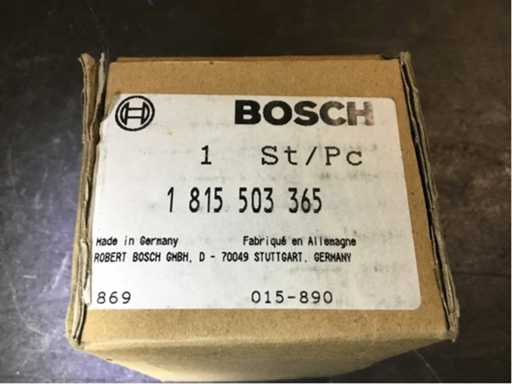 BOSCH
1 St/Pc
1 815 503 365
Made in Germany Fabriqué en Allemagne
ROBERT BOSCH GMBH, D - 70049 STUTTGART, GERMANY
869 015-890